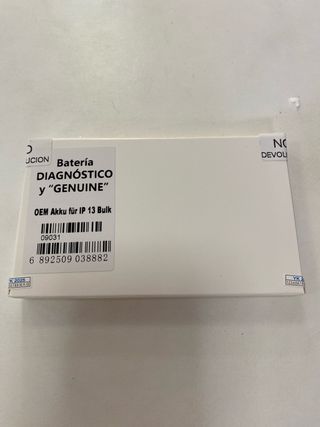 Batería
DIAGNÓSTICO
y “GENUINE”
OEM Akku für IP 13 Bulk
09031
6 892509 038882
NO
DEVOLU
O
UCION